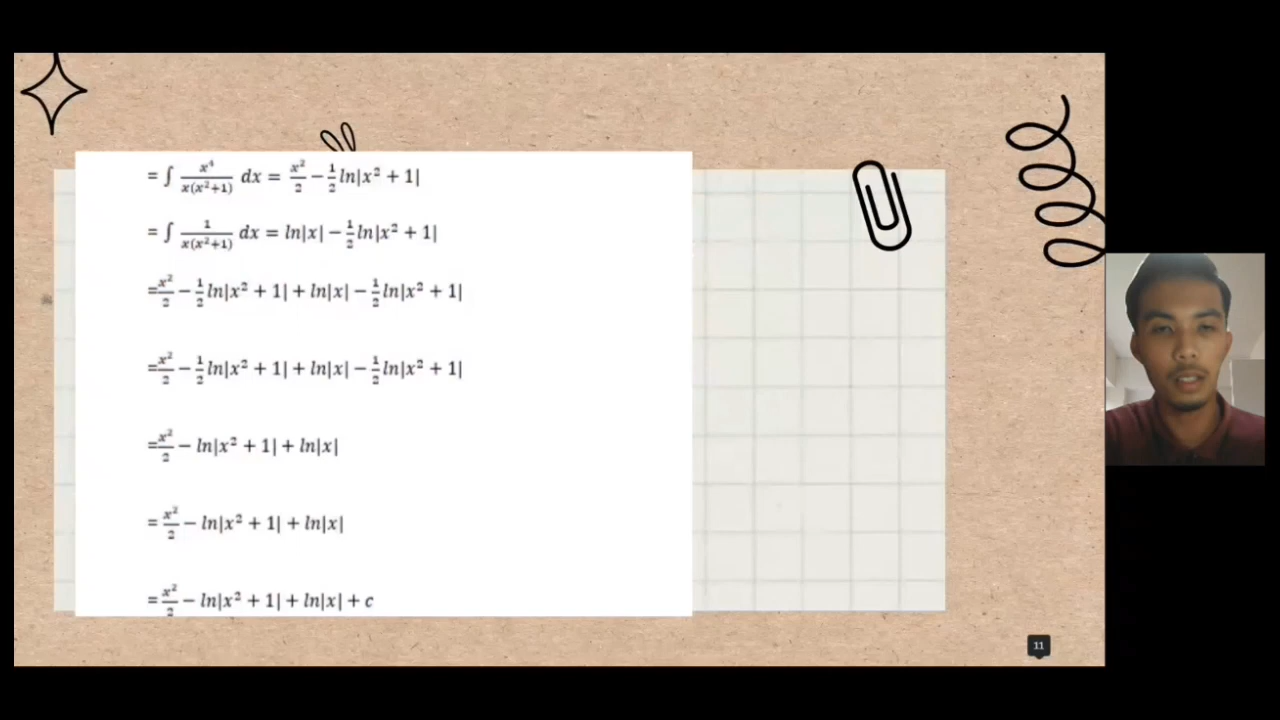 = ∫ x⁴/x(x²+1) dx = x²/2 − 1/2 ln|x² + 1|
= ∫ 1/x(x²+1) dx = ln|x| − 1/2 ln|x² + 1|
= x²/2 − 1/2 ln|x² + 1| + ln|x| − 1/2 ln|x² + 1|
= x²/2 − 1/2 ln|x² + 1| + ln|x| − 1/2 ln|x² + 1|
= x²/2 − ln|x² + 1| + ln|x|
= x²/2 − ln|x² + 1| + ln|x|
= x²/2 − ln|x² + 1| + ln|x| + c
11